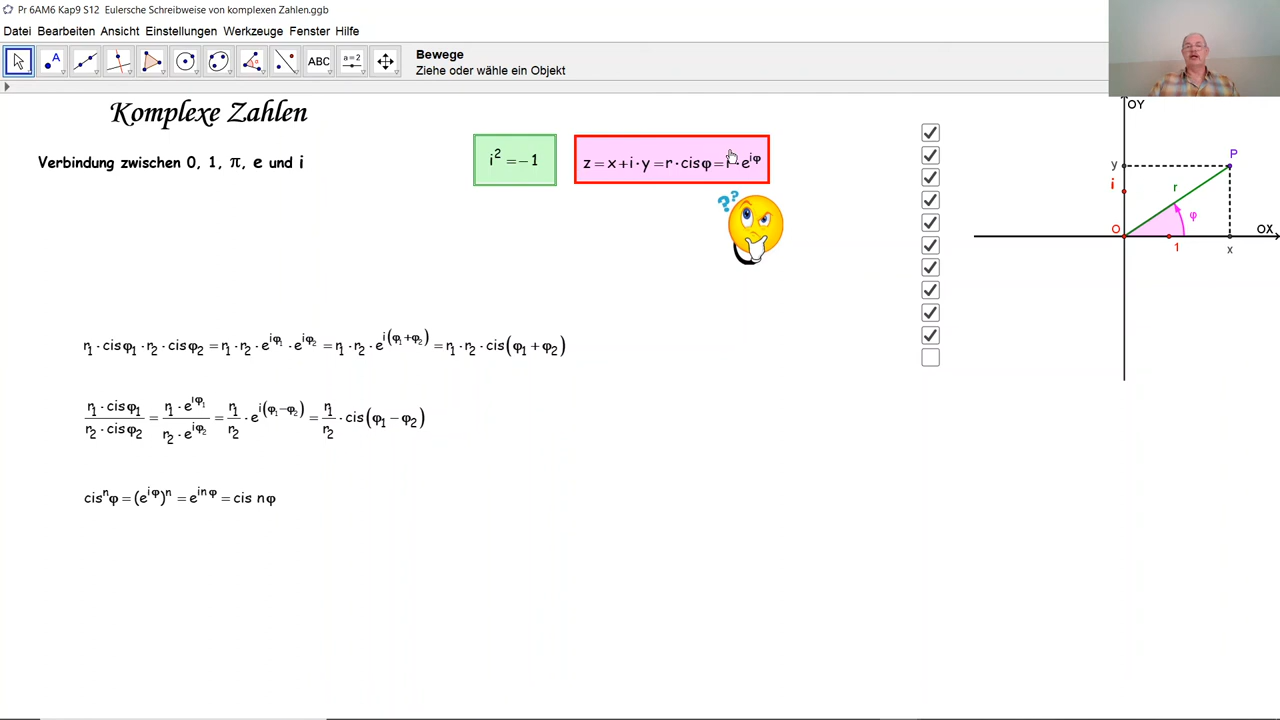 Pr 6AM6 Kap9 S12 Eulersche Schreibweise von komplexen Zahlen.ggb
Datei Bearbeiten Ansicht Einstellungen Werkzeuge Fenster Hilfe
A
ABC
a=2
Bewege
Ziehe oder wähle ein Objekt
Komplexe Zahlen
Verbindung zwischen 0, 1, π, e und i
i² = −1
z = x + i · y = r · cisφ = r · e^{iφ}
??
r₁ · cisφ₁ · r₂ · cisφ₂ = r₁ · r₂ · e^{iφ₁} · e^{iφ₂} = r₁ · r₂ · e^{i(φ₁+φ₂)} = r₁ · r₂ · cis(φ₁ + φ₂)
(r₁ · cisφ₁)/(r₂ · cisφ₂) = (r₁ · e^{iφ₁})/(r₂ · e^{iφ₂}) = r₁/r₂ · e^{i(φ₁−φ₂)} = r₁/r₂ · cis(φ₁ − φ₂)
cisⁿφ = (e^{iφ})ⁿ = e^{inφ} = cis nφ
OY
P
y
i
r
φ
O
1
x
OX